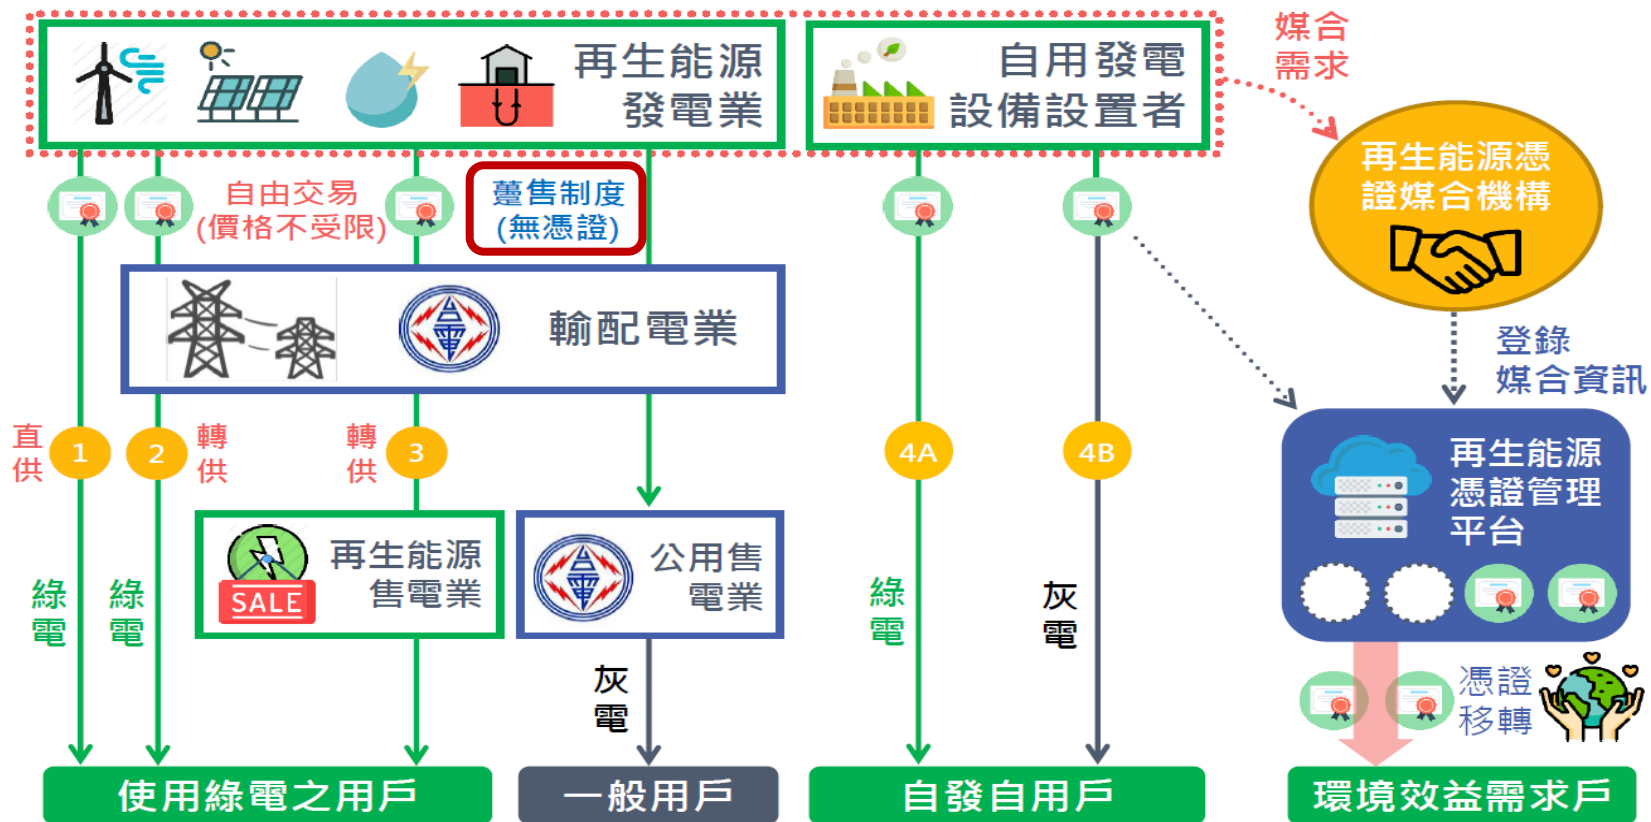 再生能源
發電業
自用發電
設備設置者
媒合
需求
再生能源憑
證媒合機構
自由交易
(價格不受限)
躉售制度
(無憑證)
輸配電業
登錄
媒合資訊
直
供
1
2
轉
供
轉
供
3
4A
4B
再生能源
憑證管理
平台
SALE
再生能源
售電業
公用售
電業
綠
電
綠
電
灰
電
綠
電
灰
電
憑證
移轉
使用綠電之用戶
一般用戶
自發自用戶
環境效益需求戶